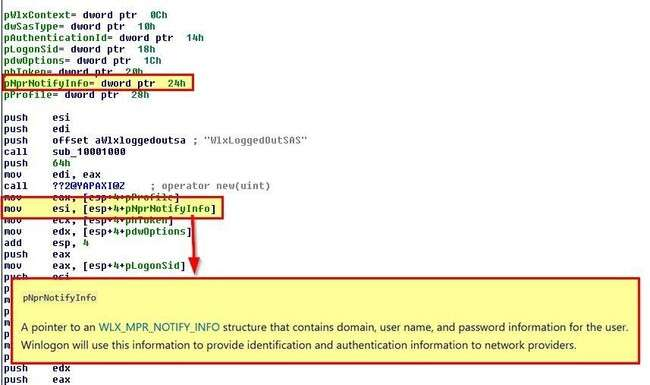 pWlxContext= dword ptr  0Ch
dwSasType= dword ptr  10h
pAuthenticationId= dword ptr  14h
pLogonSid= dword ptr  18h
pdwOptions= dword ptr  1Ch
phToken= dword ptr  20h
pNprNotifyInfo= dword ptr  24h
pProfile= dword ptr  28h
push    esi
push    edi
push    offset aWlxloggedoutsa ; "WlxLoggedOutSAS"
call    sub_10001000
push    64h
mov     edi, eax
call    ??2@YAPAXI@Z    ; operator new(uint)
mov     eax, [esp+4+pProfile]
mov     esi, [esp+4+pNprNotifyInfo]
mov     ecx, [esp+4+phToken]
mov     edx, [esp+4+pdwOptions]
add     esp, 4
push    eax
mov     eax, [esp+4+pLogonSid]
push    esi
pNprNotifyInfo
A pointer to an WLX_MPR_NOTIFY_INFO structure that contains domain, user name, and password information for the user.
Winlogon will use this information to provide identification and authentication information to network providers.
push    edx
push    eax